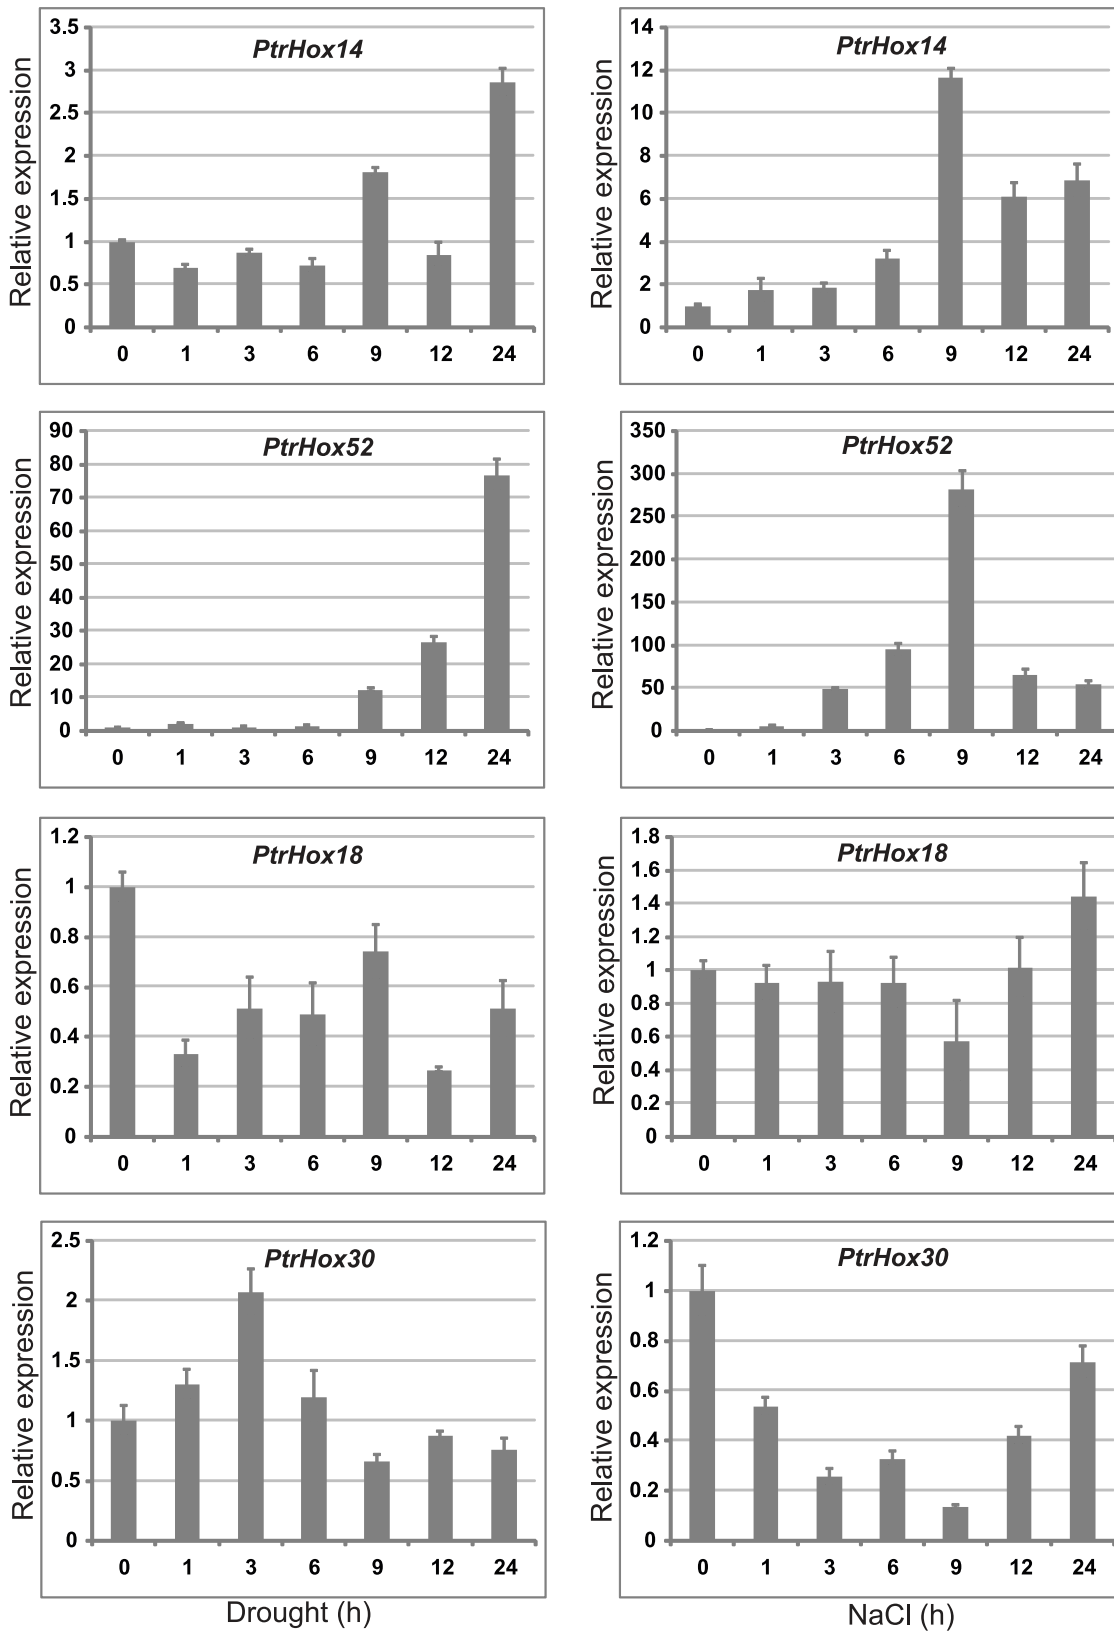 PtrHox14
Relative expression
3.5
3
2.5
2
1.5
1
0.5
0
0 1 3 6 9 12 24
PtrHox14
Relative expression
14
12
10
8
6
4
2
0
0 1 3 6 9 12 24
PtrHox52
Relative expression
90
80
70
60
50
40
30
20
10
0
0 1 3 6 9 12 24
PtrHox52
Relative expression
350
300
250
200
150
100
50
0
0 1 3 6 9 12 24
PtrHox18
Relative expression
1.2
1
0.8
0.6
0.4
0.2
0
0 1 3 6 9 12 24
PtrHox18
Relative expression
1.8
1.6
1.4
1.2
1
0.8
0.6
0.4
0.2
0
0 1 3 6 9 12 24
PtrHox30
Relative expression
2.5
2
1.5
1
0.5
0
0 1 3 6 9 12 24
Drought (h)
PtrHox30
Relative expression
1.2
1
0.8
0.6
0.4
0.2
0
0 1 3 6 9 12 24
NaCl (h)